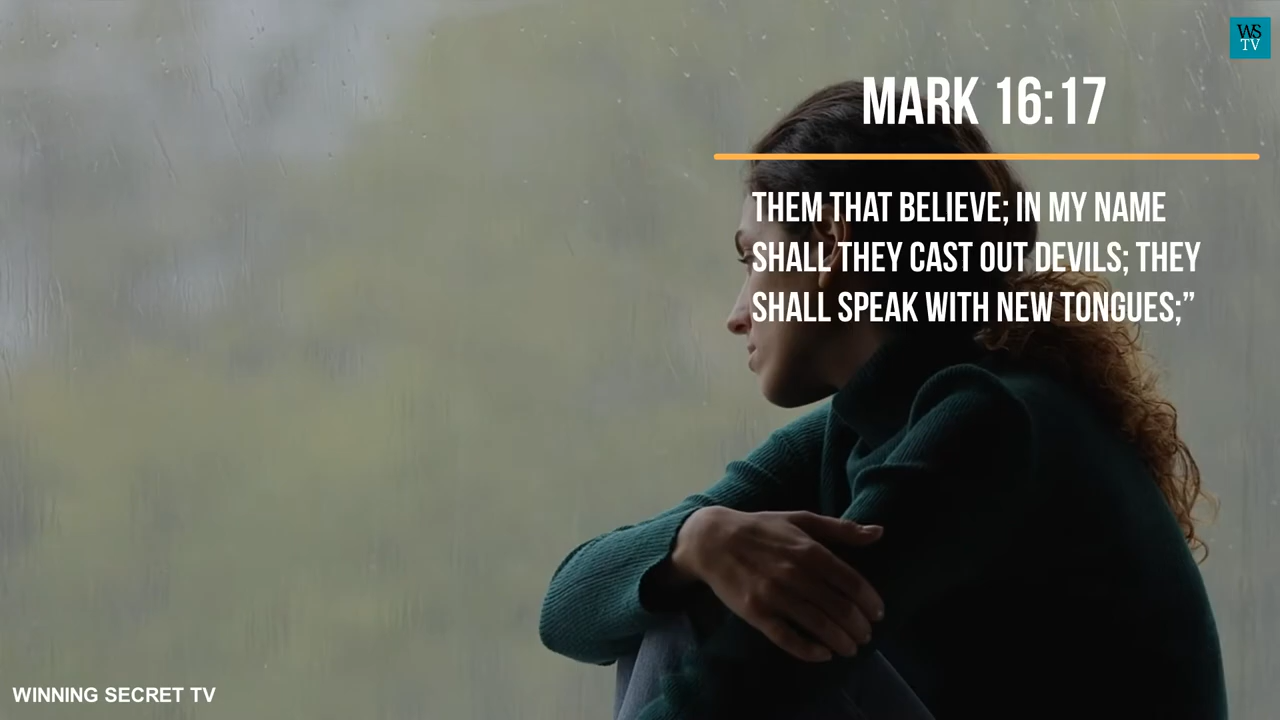 WS
TV
MARK 16:17
THEM THAT BELIEVE; IN MY NAME
SHALL THEY CAST OUT DEVILS; THEY
SHALL SPEAK WITH NEW TONGUES;”
WINNING SECRET TV